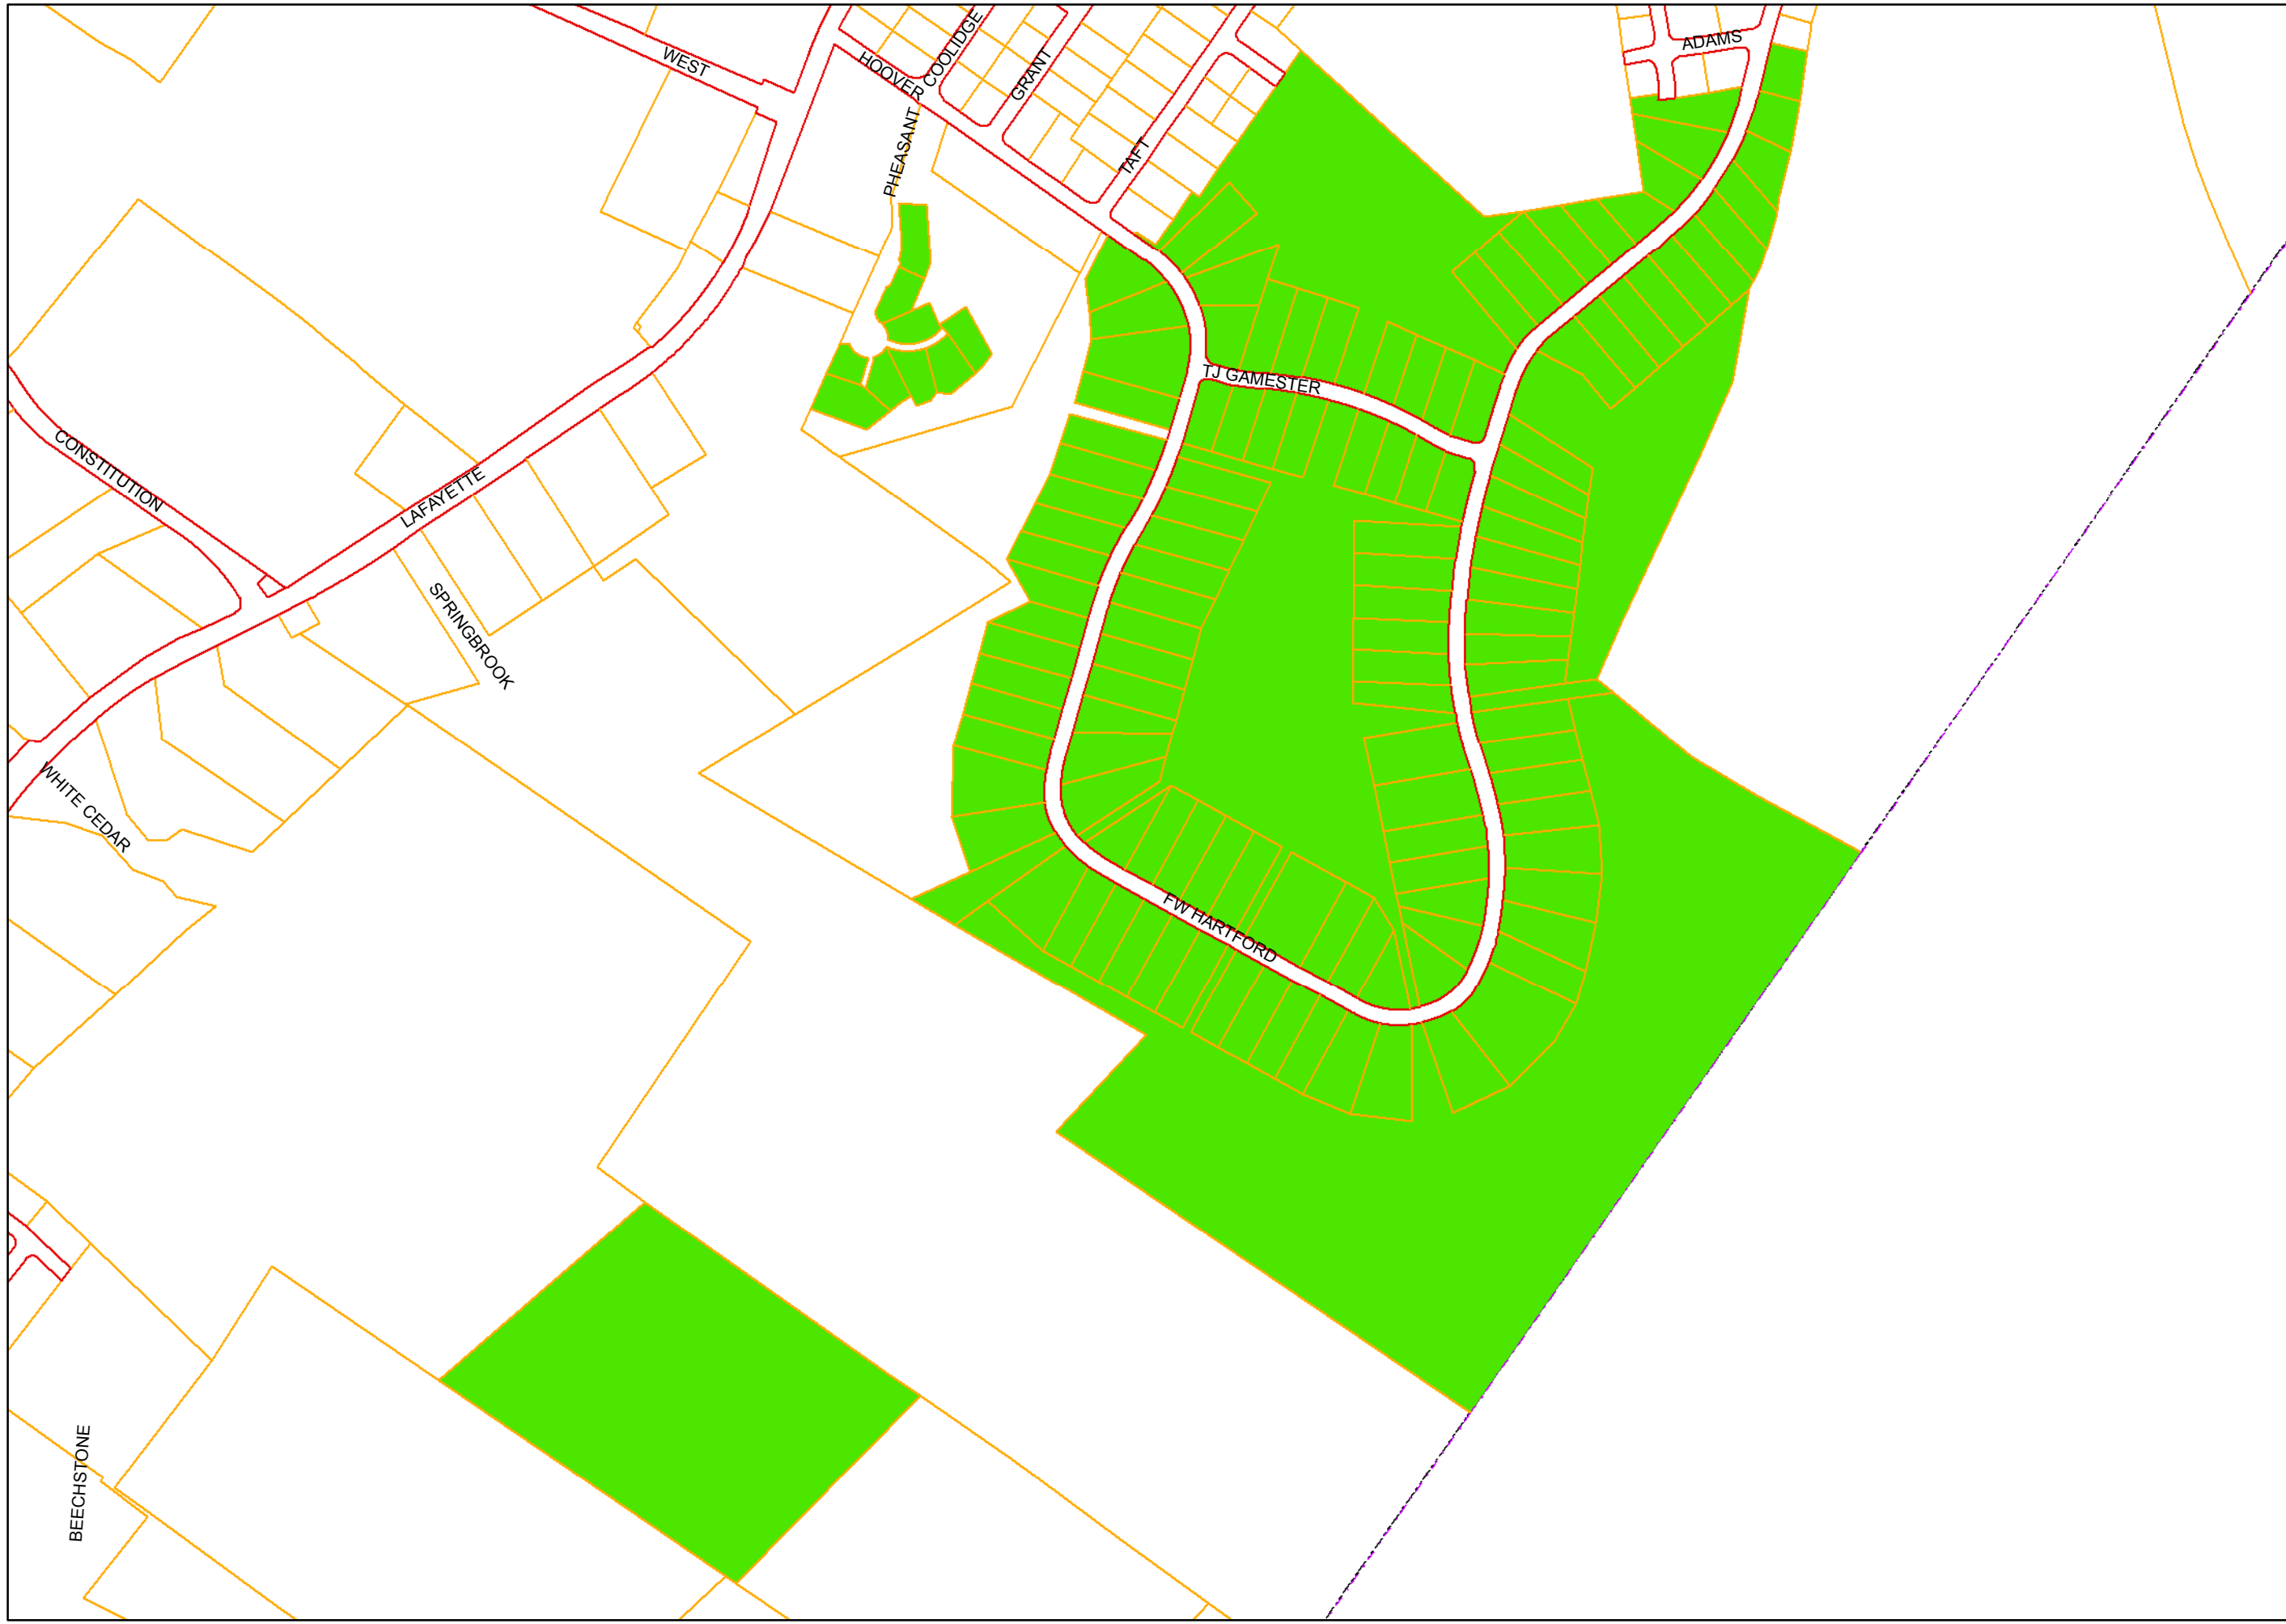 ADAMS
WEST
HOOVER
COOLIDGE
GRANT
PHEASANT
TAFT
TJ GAMESTER
CONSTITUTION
LAFAYETTE
SPRINGBROOK
WHITE CEDAR
FW HARTFORD
BEECHSTONE